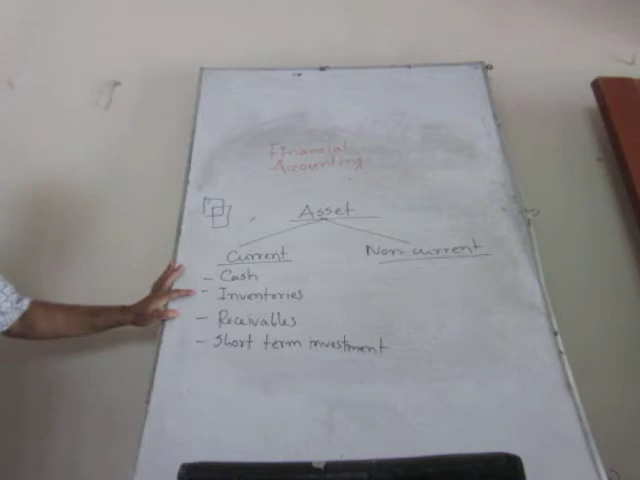 Financial
Accounting
Asset
Current
Non current
- Cash
- Inventories
- Receivables
- Short term investment